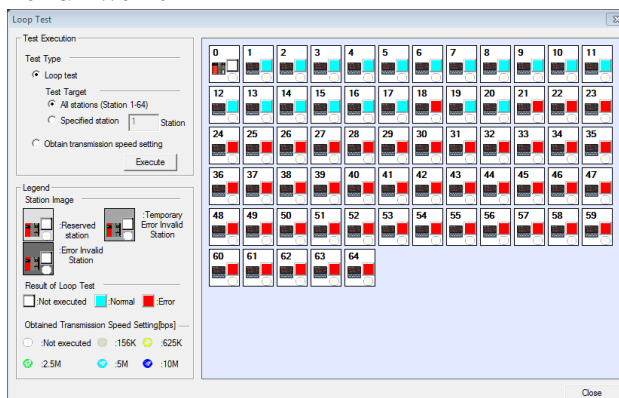 Loop Test
Test Execution
Test Type
Loop test
Test Target
All stations (Station 1-64)
Specified station 1 Station
Obtain transmission speed setting
Execute
Legend
Station Image
:Reserved station
:Temporary Error Invalid Station
:Error Invalid Station
Result of Loop Test
:Not executed :Normal :Error
Obtained Transmission Speed Setting[bps]
:Not executed :156K :625K
:2.5M :5M :10M
0 1 2 3 4 5 6 7 8 9 10 11
12 13 14 15 16 17 18 19 20 21 22 23
24 25 26 27 28 29 30 31 32 33 34 35
36 37 38 39 40 41 42 43 44 45 46 47
48 49 50 51 52 53 54 55 56 57 58 59
60 61 62 63 64
Close